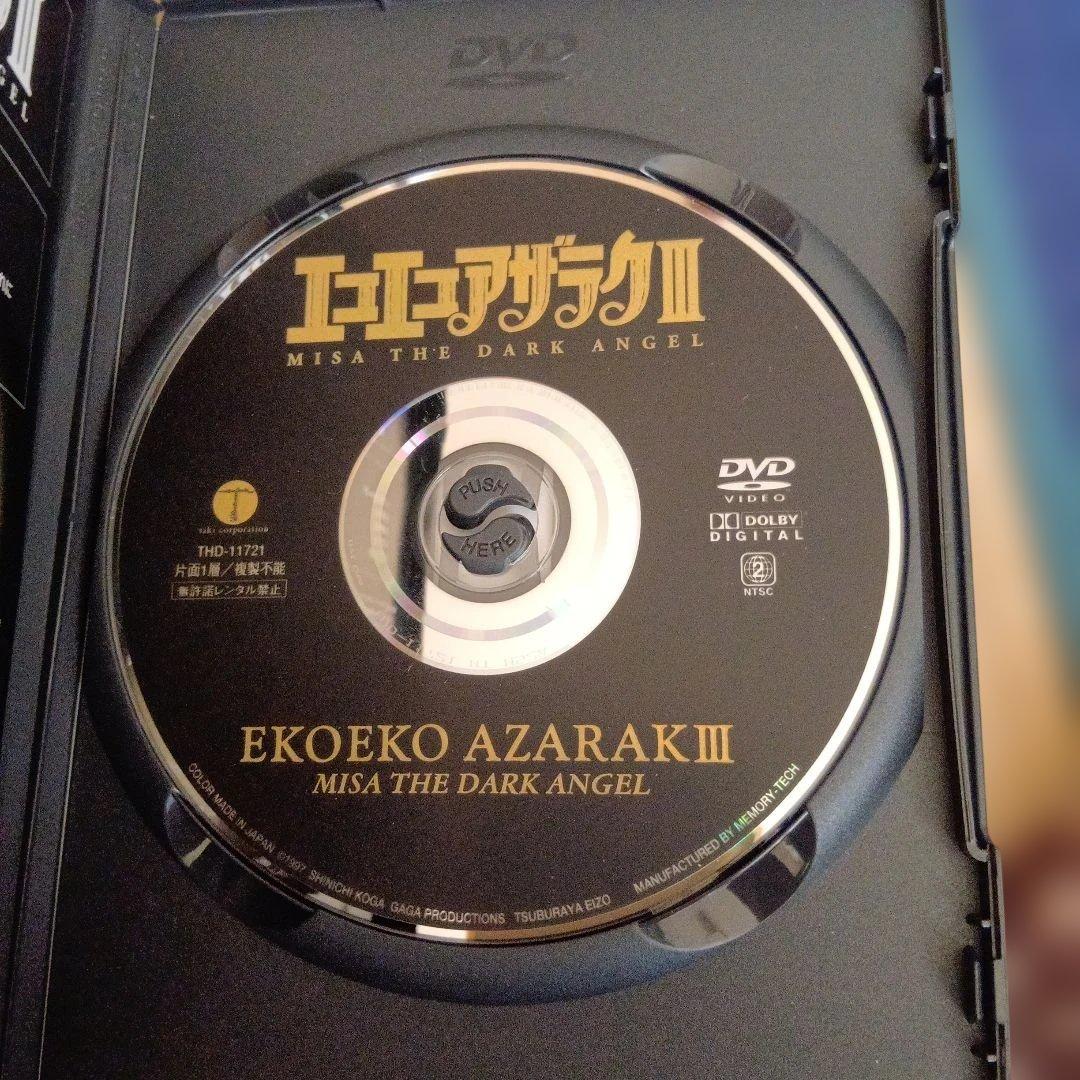 DVD
エコエコアザラクIII
MISA THE DARK ANGEL
PUSH
HERE
taki corporation
THD-11721
片面1層／複製不能
無許諾レンタル禁止
DVD
VIDEO
DOLBY
DIGITAL
2
NTSC
EKOEKO AZARAK III
MISA THE DARK ANGEL
COLOR MADE IN JAPAN ©1997 SHINICHI KOGA GAGA PRODUCTIONS TSUBURAYA EIZO
MANUFACTURED BY MEMORY-TECH